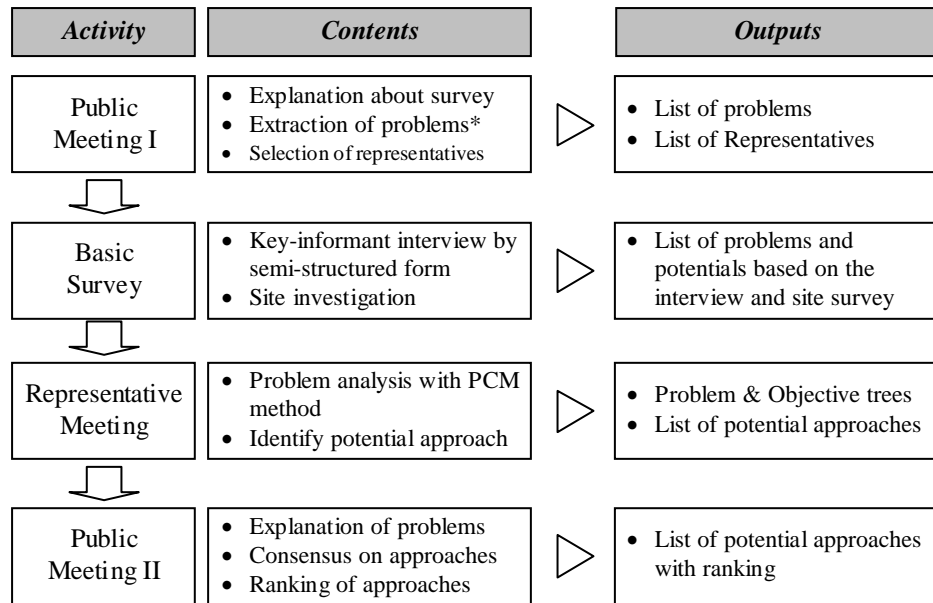 Activity
Contents
Outputs
Public
Meeting I
• Explanation about survey
• Extraction of problems*
• Selection of representatives
• List of problems
• List of Representatives
Basic
Survey
• Key-informant interview by
semi-structured form
• Site investigation
• List of problems and
potentials based on the
interview and site survey
Representative
Meeting
• Problem analysis with PCM
method
• Identify potential approach
• Problem & Objective trees
• List of potential approaches
Public
Meeting II
• Explanation of problems
• Consensus on approaches
• Ranking of approaches
• List of potential approaches
with ranking